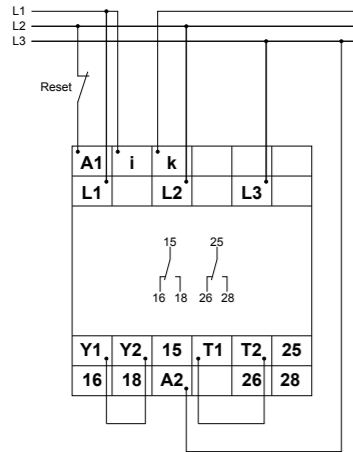 L1
L2
L3
Reset
A1 i k
L1 L2 L3
15 25
16 18 26 28
Y1 Y2 15 T1 T2 25
16 18 A2 26 28